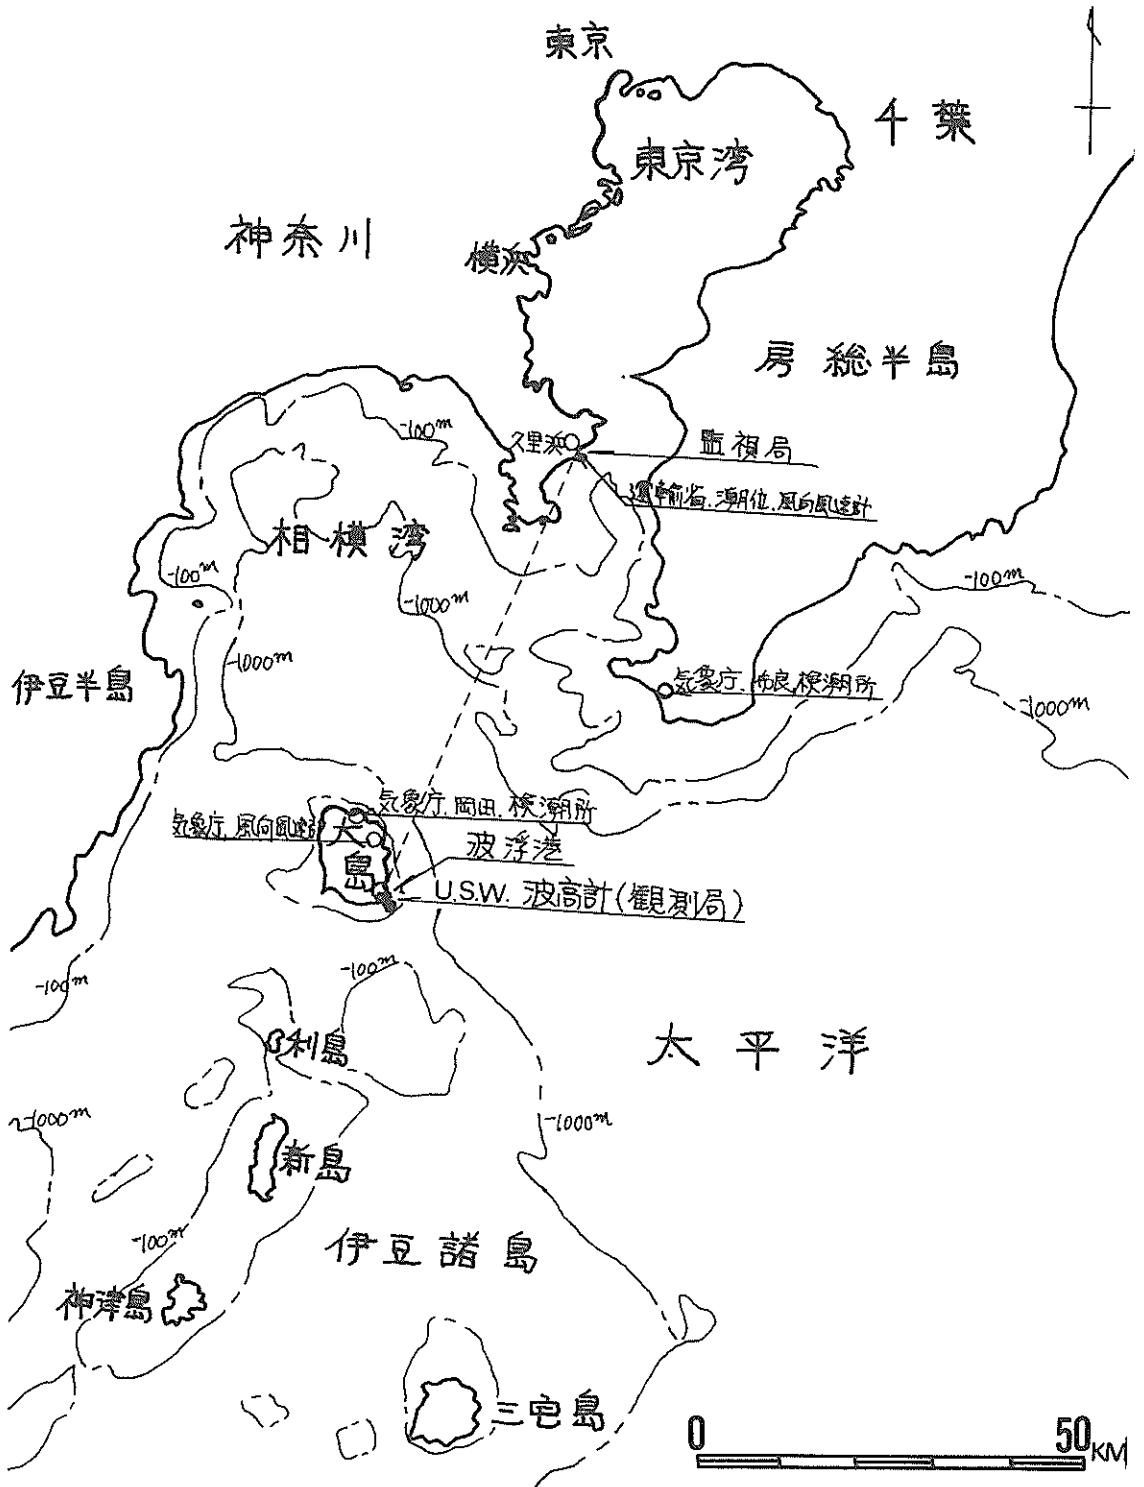 東京
千葉
東京湾
神奈川
横浜
房総半島
-100m
久里浜
監視局
運輸省.潮位.風向風速計
相模湾
-100m
-100m
-1000m
-1000m
伊豆半島
気象庁.布良.検潮所
-1000m
気象庁.岡田.検潮所
気象庁.風向風速計
大島
波浮港
U.S.W. 波高計(観測局)
-100m
-100m
太平洋
利島
-1000m
-1000m
新島
-100m
伊豆諸島
神津島
三宅島
0 50KM